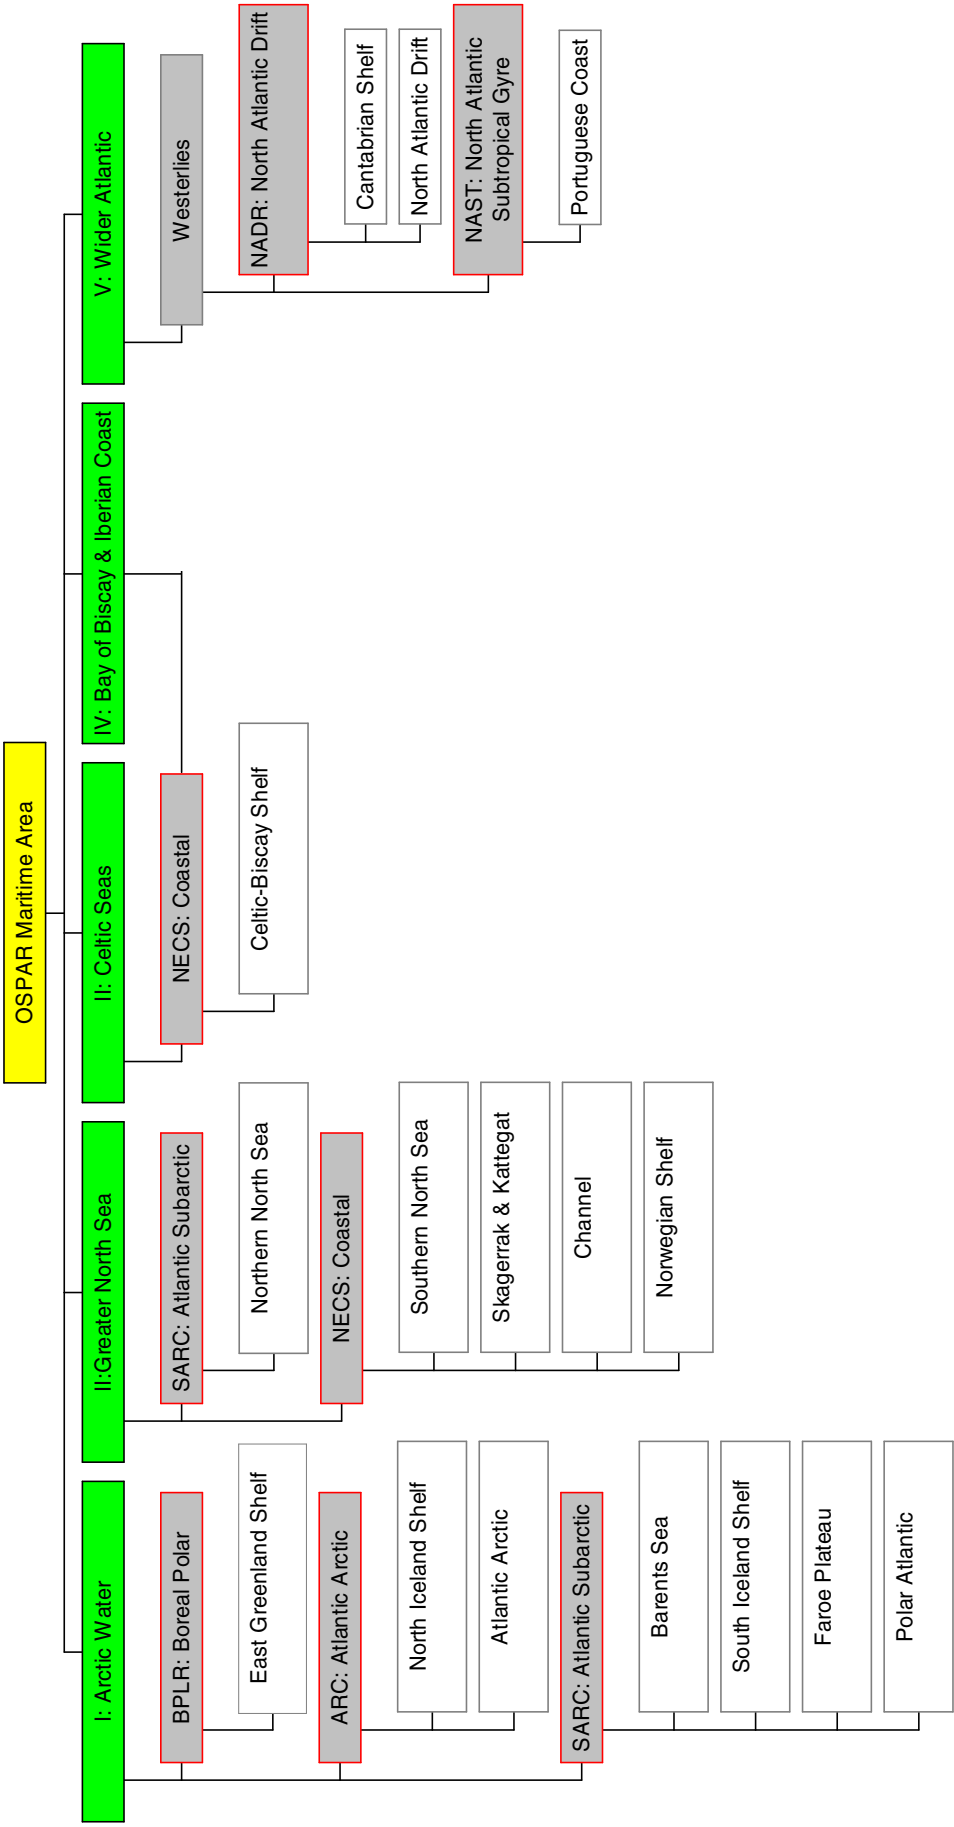 OSPAR Maritime Area
I: Arctic Water
BPLR: Boreal Polar
East Greenland Shelf
ARC: Atlantic Arctic
North Iceland Shelf
Atlantic Arctic
SARC: Atlantic Subarctic
Barents Sea
South Iceland Shelf
Faroe Plateau
Polar Atlantic
II:Greater North Sea
SARC: Atlantic Subarctic
Northern North Sea
NECS: Coastal
Southern North Sea
Skagerrak & Kattegat
Channel
Norwegian Shelf
II: Celtic Seas
NECS: Coastal
Celtic-Biscay Shelf
IV: Bay of Biscay & Iberian Coast
V: Wider Atlantic
Westerlies
NADR: North Atlantic Drift
Cantabrian Shelf
North Atlantic Drift
NAST: North Atlantic
Subtropical Gyre
Portuguese Coast